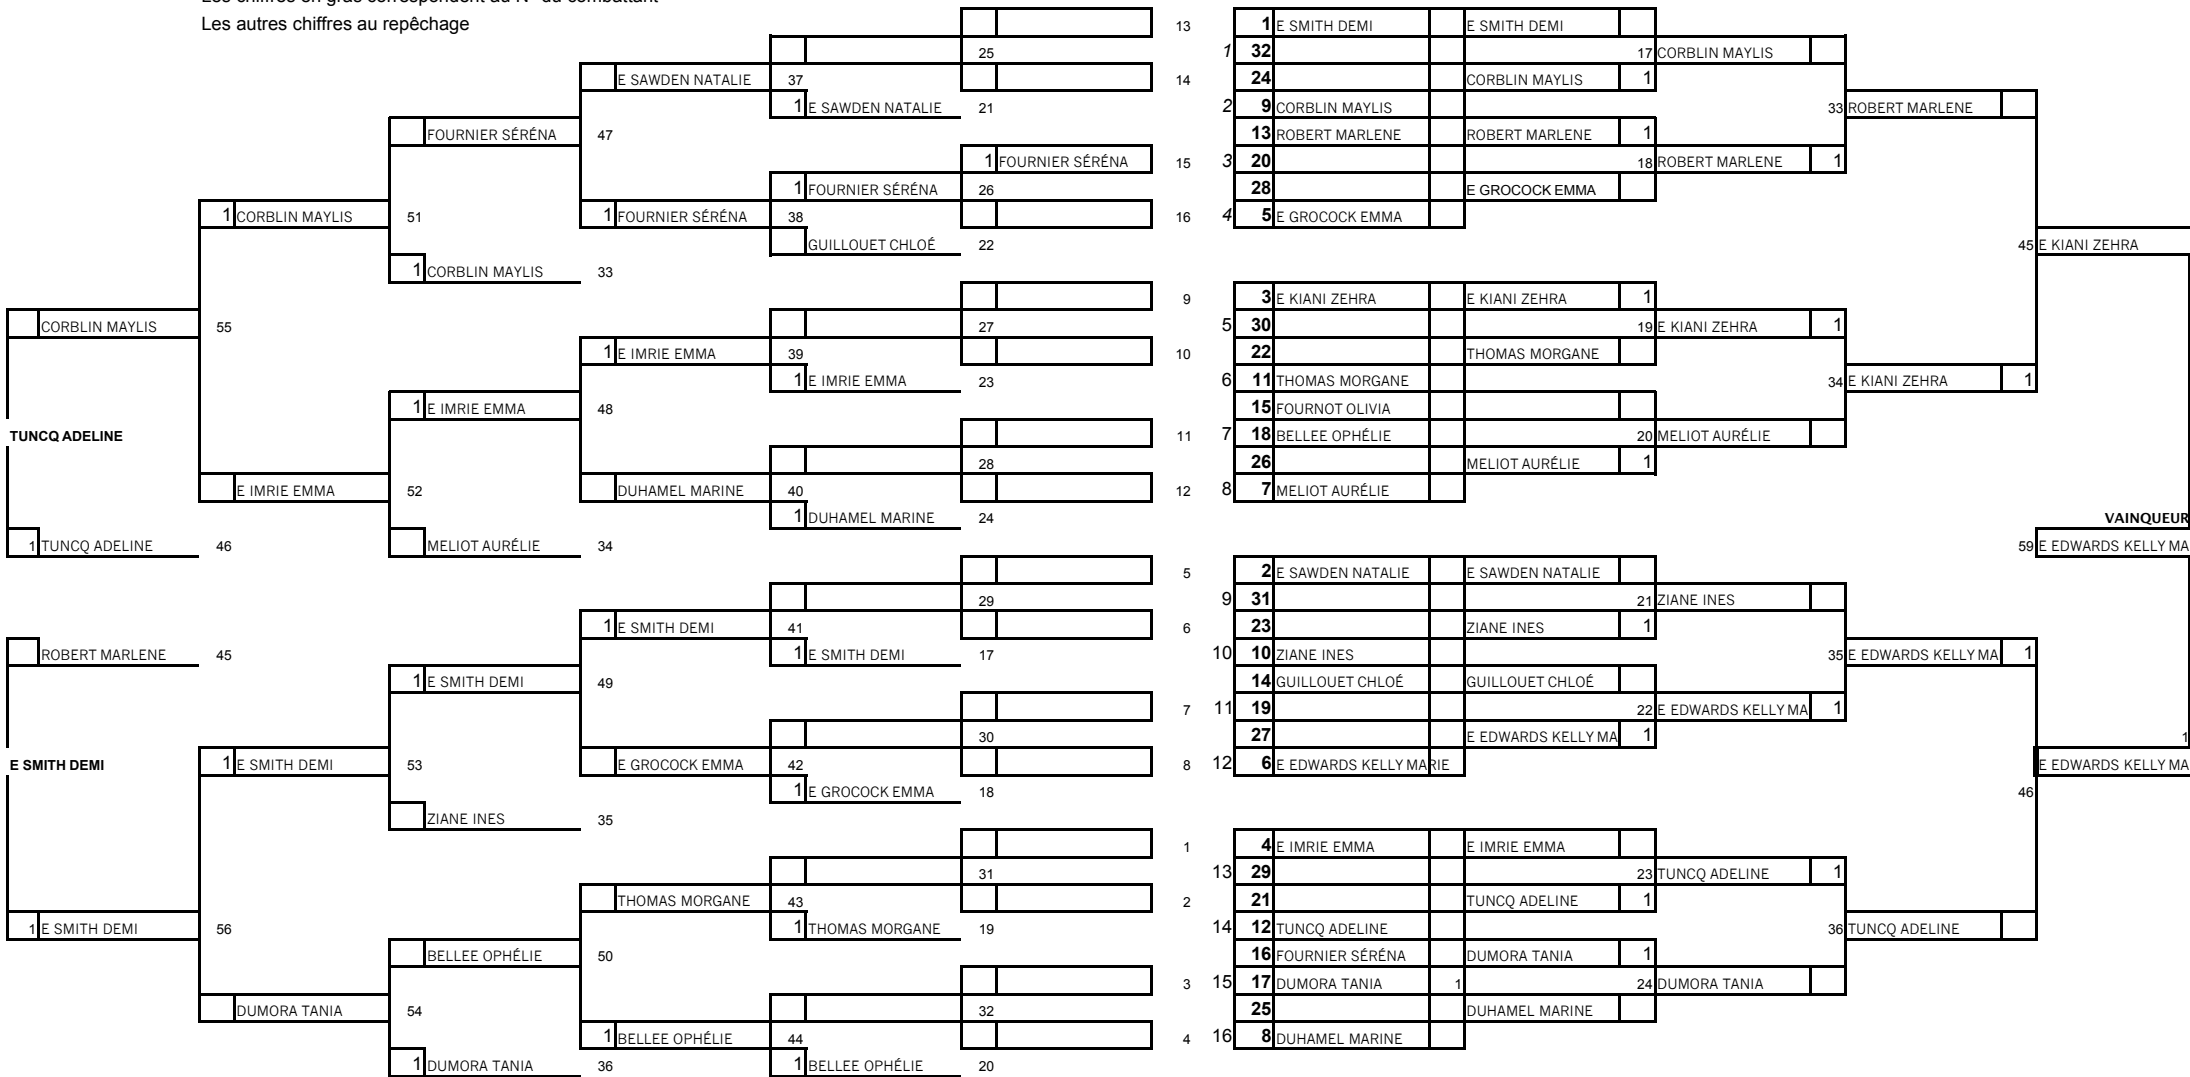 Les autres chiffres au repêchage
13 1 E SMITH DEMI E SMITH DEMI
25 1 32 17 CORBLIN MAYLIS
E SAWDEN NATALIE 37 14 24 CORBLIN MAYLIS 1
1 E SAWDEN NATALIE 21 2 9 CORBLIN MAYLIS 33 ROBERT MARLENE
FOURNIER SÉRÉNA 47 13 ROBERT MARLENE ROBERT MARLENE 1
1 FOURNIER SÉRÉNA 15 3 20 18 ROBERT MARLENE 1
1 FOURNIER SÉRÉNA 26 28 E GROCOCK EMMA
1 CORBLIN MAYLIS 51 1 FOURNIER SÉRÉNA 38 16 4 5 E GROCOCK EMMA
GUILLOUET CHLOÉ 22 45 E KIANI ZEHRA
1 CORBLIN MAYLIS 33
9 3 E KIANI ZEHRA E KIANI ZEHRA 1
CORBLIN MAYLIS 55 27 5 30 19 E KIANI ZEHRA 1
1 E IMRIE EMMA 39 10 22 THOMAS MORGANE
1 E IMRIE EMMA 23 6 11 THOMAS MORGANE 34 E KIANI ZEHRA 1
1 E IMRIE EMMA 48 15 FOURNOT OLIVIA
TUNCQ ADELINE 11 7 18 BELLEE OPHÉLIE 20 MELIOT AURÉLIE
28 26 MELIOT AURÉLIE 1
E IMRIE EMMA 52 DUHAMEL MARINE 40 12 8 7 MELIOT AURÉLIE
1 DUHAMEL MARINE 24 VAINQUEUR
1 TUNCQ ADELINE 46 MELIOT AURÉLIE 34 59 E EDWARDS KELLY MA
5 2 E SAWDEN NATALIE E SAWDEN NATALIE
29 9 31 21 ZIANE INES
1 E SMITH DEMI 41 6 23 ZIANE INES 1
ROBERT MARLENE 45 1 E SMITH DEMI 17 10 10 ZIANE INES 35 E EDWARDS KELLY MA 1
1 E SMITH DEMI 49 14 GUILLOUET CHLOÉ GUILLOUET CHLOÉ
7 11 19 22 E EDWARDS KELLY MA 1
30 27 E EDWARDS KELLY MA 1 1
E SMITH DEMI 1 E SMITH DEMI 53 E GROCOCK EMMA 42 8 12 6 E EDWARDS KELLY MARIE E EDWARDS KELLY MA
1 E GROCOCK EMMA 18 46
ZIANE INES 35
1 4 E IMRIE EMMA E IMRIE EMMA
31 13 29 23 TUNCQ ADELINE 1
THOMAS MORGANE 43 2 21 TUNCQ ADELINE 1
1 E SMITH DEMI 56 1 THOMAS MORGANE 19 14 12 TUNCQ ADELINE 36 TUNCQ ADELINE
BELLEE OPHÉLIE 50 16 FOURNIER SÉRÉNA DUMORA TANIA 1
3 15 17 DUMORA TANIA 1 24 DUMORA TANIA
DUMORA TANIA 54 32 25 DUHAMEL MARINE
1 BELLEE OPHÉLIE 44 4 16 8 DUHAMEL MARINE
1 DUMORA TANIA 36 1 BELLEE OPHÉLIE 20